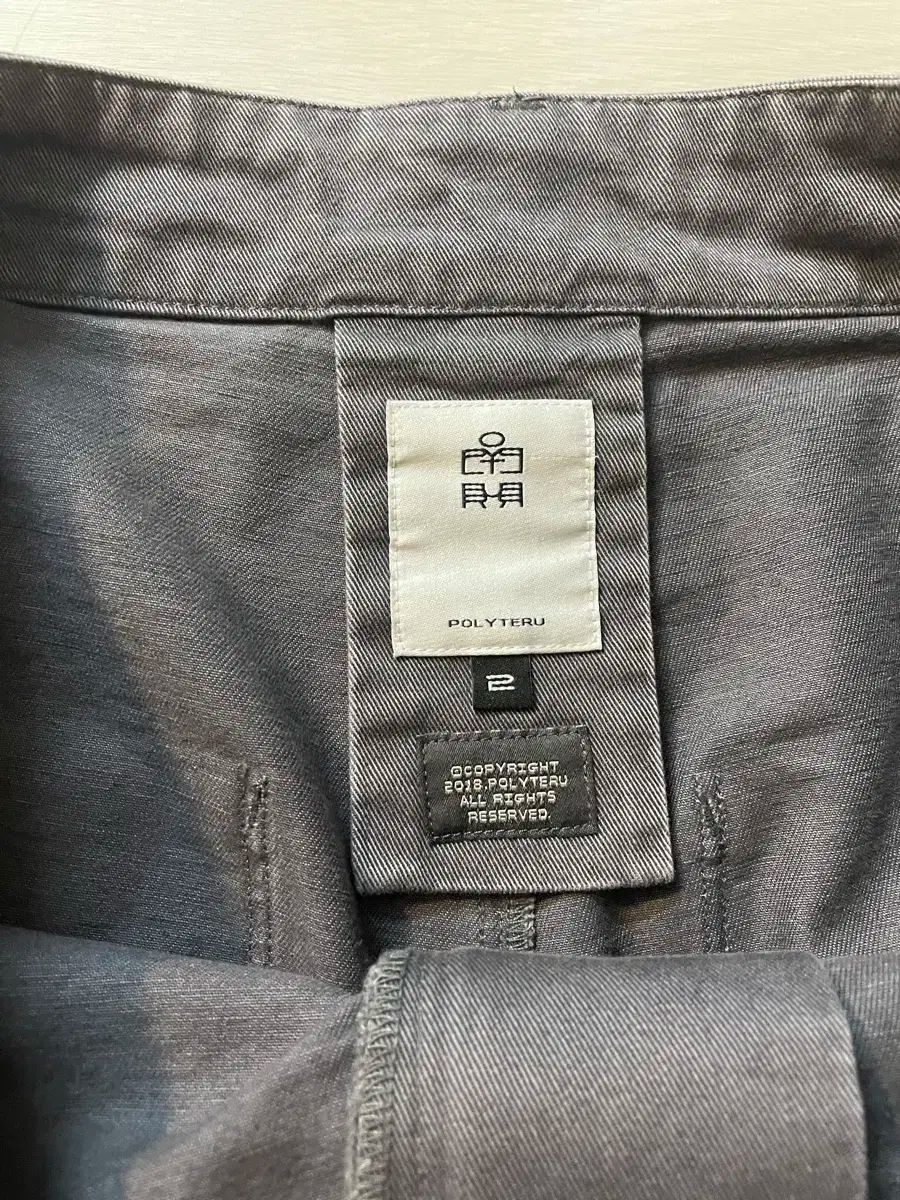 POLYTERU
2
©COPYRIGHT
2018.POLYTERU
ALL RIGHTS
RESERVED.